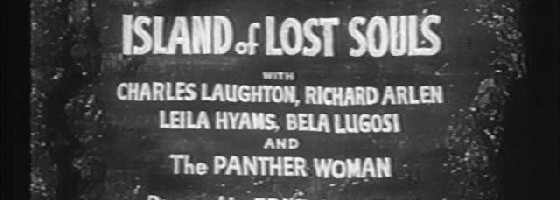 ISLAND of LOST SOULS
WITH
CHARLES LAUGHTON, RICHARD ARLEN
LEILA HYAMS, BELA LUGOSI
AND
The PANTHER WOMAN